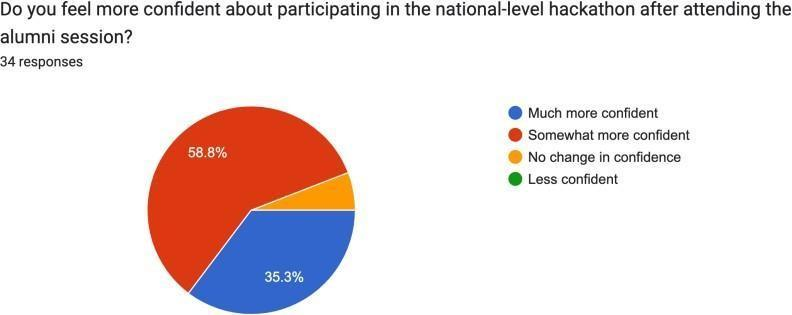 Do you feel more confident about participating in the national-level hackathon after attending the
alumni session?
34 responses
58.8%
35.3%
Much more confident
Somewhat more confident
No change in confidence
Less confident